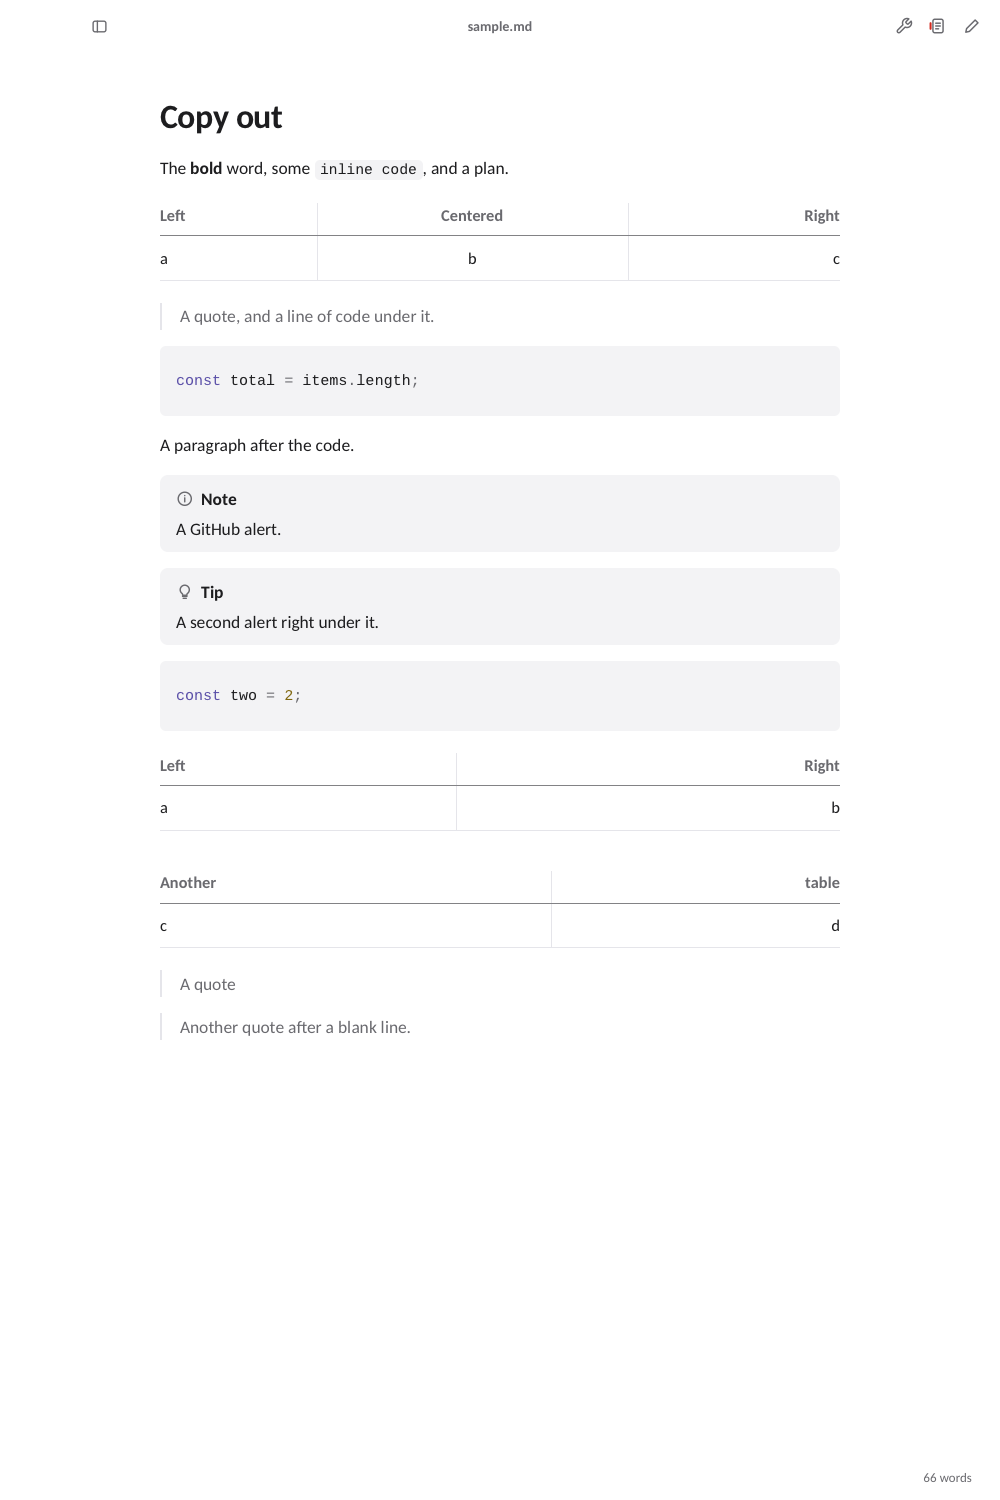 sample.md
Copy out
The bold word, some inline code, and a plan.
Left Centered Right
a b c
A quote, and a line of code under it.
const total = items.length;
A paragraph after the code.
Note
A GitHub alert.
Tip
A second alert right under it.
const two = 2;
Left Right
a b
Another table
c d
A quote
Another quote after a blank line.
66 words